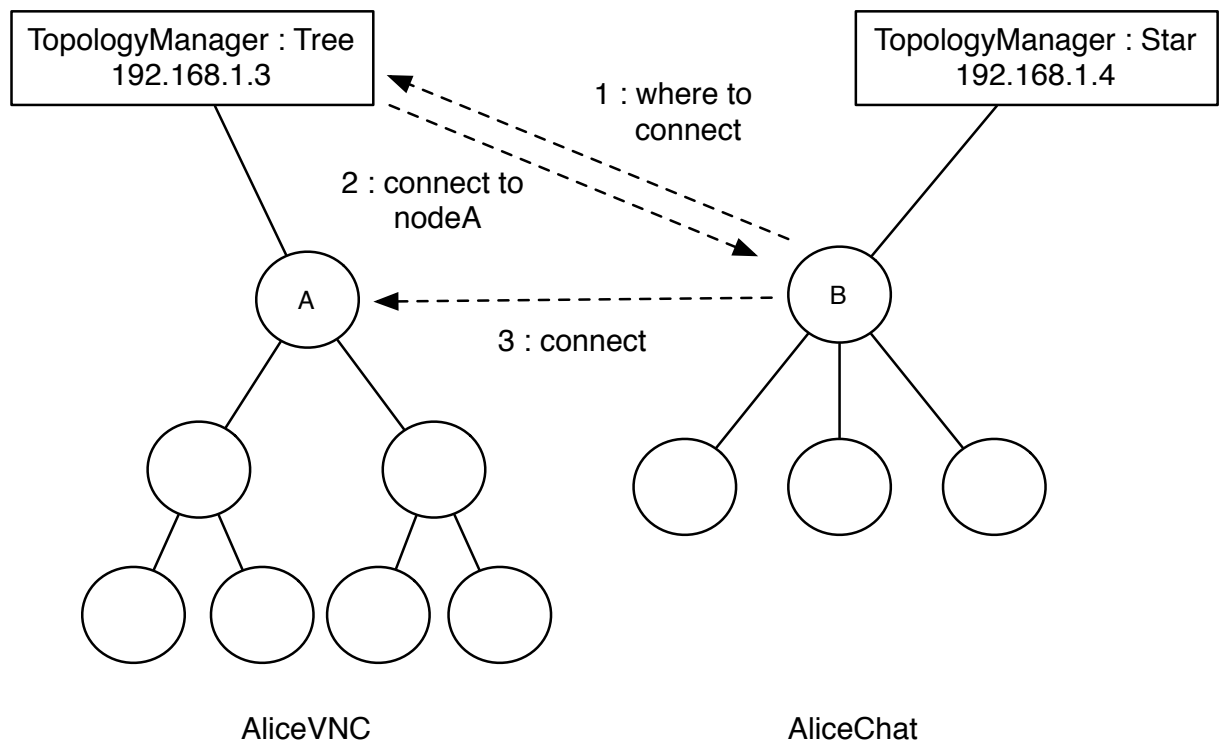 TopologyManager : Tree
192.168.1.3
TopologyManager : Star
192.168.1.4
1 : where to
connect
2 : connect to
nodeA
A
B
3 : connect
AliceVNC
AliceChat